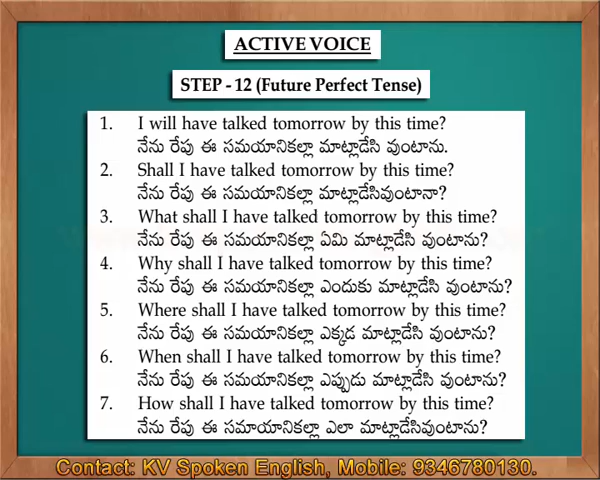 ACTIVE VOICE
STEP - 12 (Future Perfect Tense)
1. I will have talked tomorrow by this time?
నేను రేపు ఈ సమయానికల్లా మాట్లాడేసి వుంటాను.
2. Shall I have talked tomorrow by this time?
నేను రేపు ఈ సమయానికల్లా మాట్లాడేసివుంటానా?
3. What shall I have talked tomorrow by this time?
నేను రేపు ఈ సమయానికల్లా ఏమి మాట్లాడేసి వుంటాను?
4. Why shall I have talked tomorrow by this time?
నేను రేపు ఈ సమయానికల్లా ఎందుకు మాట్లాడేసి వుంటాను?
5. Where shall I have talked tomorrow by this time?
నేను రేపు ఈ సమయానికల్లా ఎక్కడ మాట్లాడేసి వుంటాను?
6. When shall I have talked tomorrow by this time?
నేను రేపు ఈ సమయానికల్లా ఎప్పుడు మాట్లాడేసి వుంటాను?
7. How shall I have talked tomorrow by this time?
నేను రేపు ఈ సమాయానికల్లా ఎలా మాట్లాడేసివుంటాను?
Contact: KV Spoken English, Mobile: 9346780130.